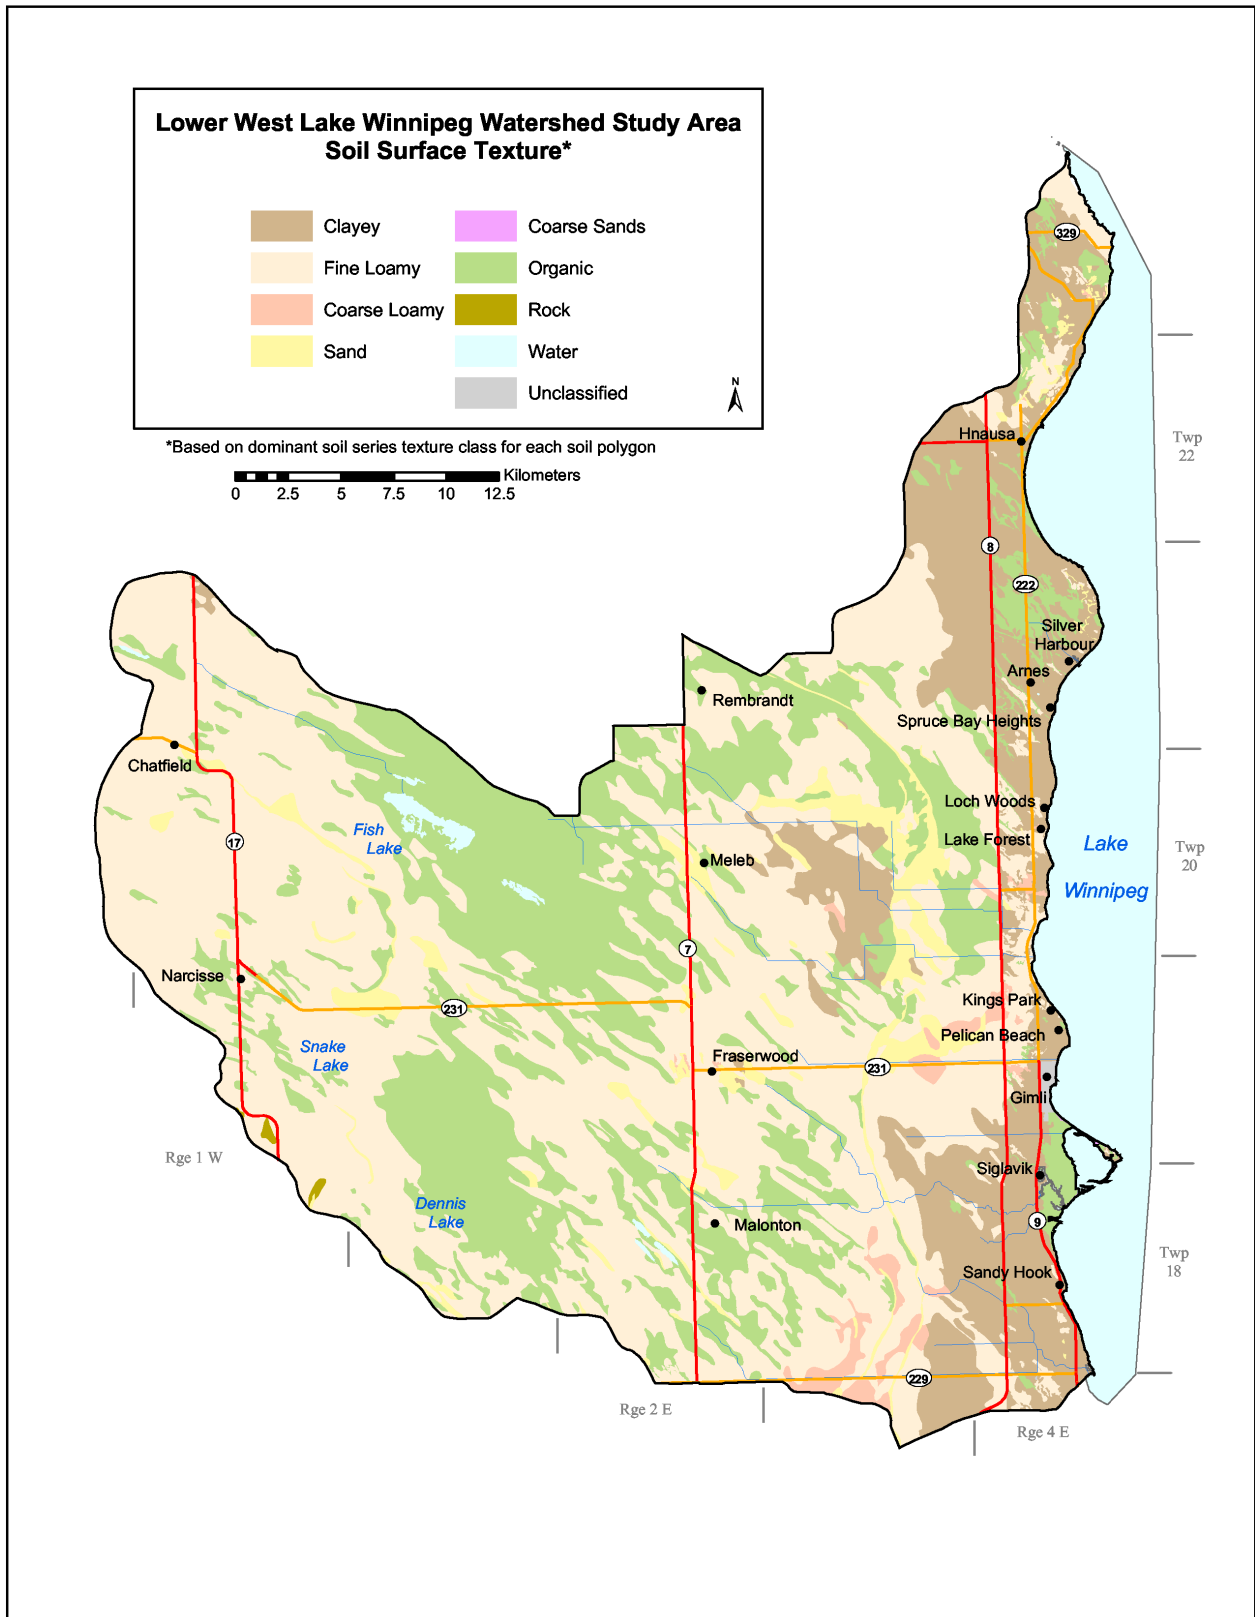 Lower West Lake Winnipeg Watershed Study Area
Soil Surface Texture*
Clayey
Coarse Sands
Fine Loamy
Organic
Coarse Loamy
Rock
Sand
Water
Unclassified
N
*Based on dominant soil series texture class for each soil polygon
Kilometers
0 2.5 5 7.5 10 12.5
329
Hnausa
Twp
22
8
222
Silver
Harbour
Arnes
Rembrandt
Spruce Bay Heights
Chatfield
Loch Woods
Fish
Lake
17
Lake Forest
Lake
Winnipeg
Twp
20
Meleb
7
Narcisse
231
Kings Park
Pelican Beach
Snake
Lake
Fraserwood
231
Gimli
Rge 1 W
Siglavik
Dennis
Lake
Malonton
9
Sandy Hook
Twp
18
229
Rge 2 E
Rge 4 E